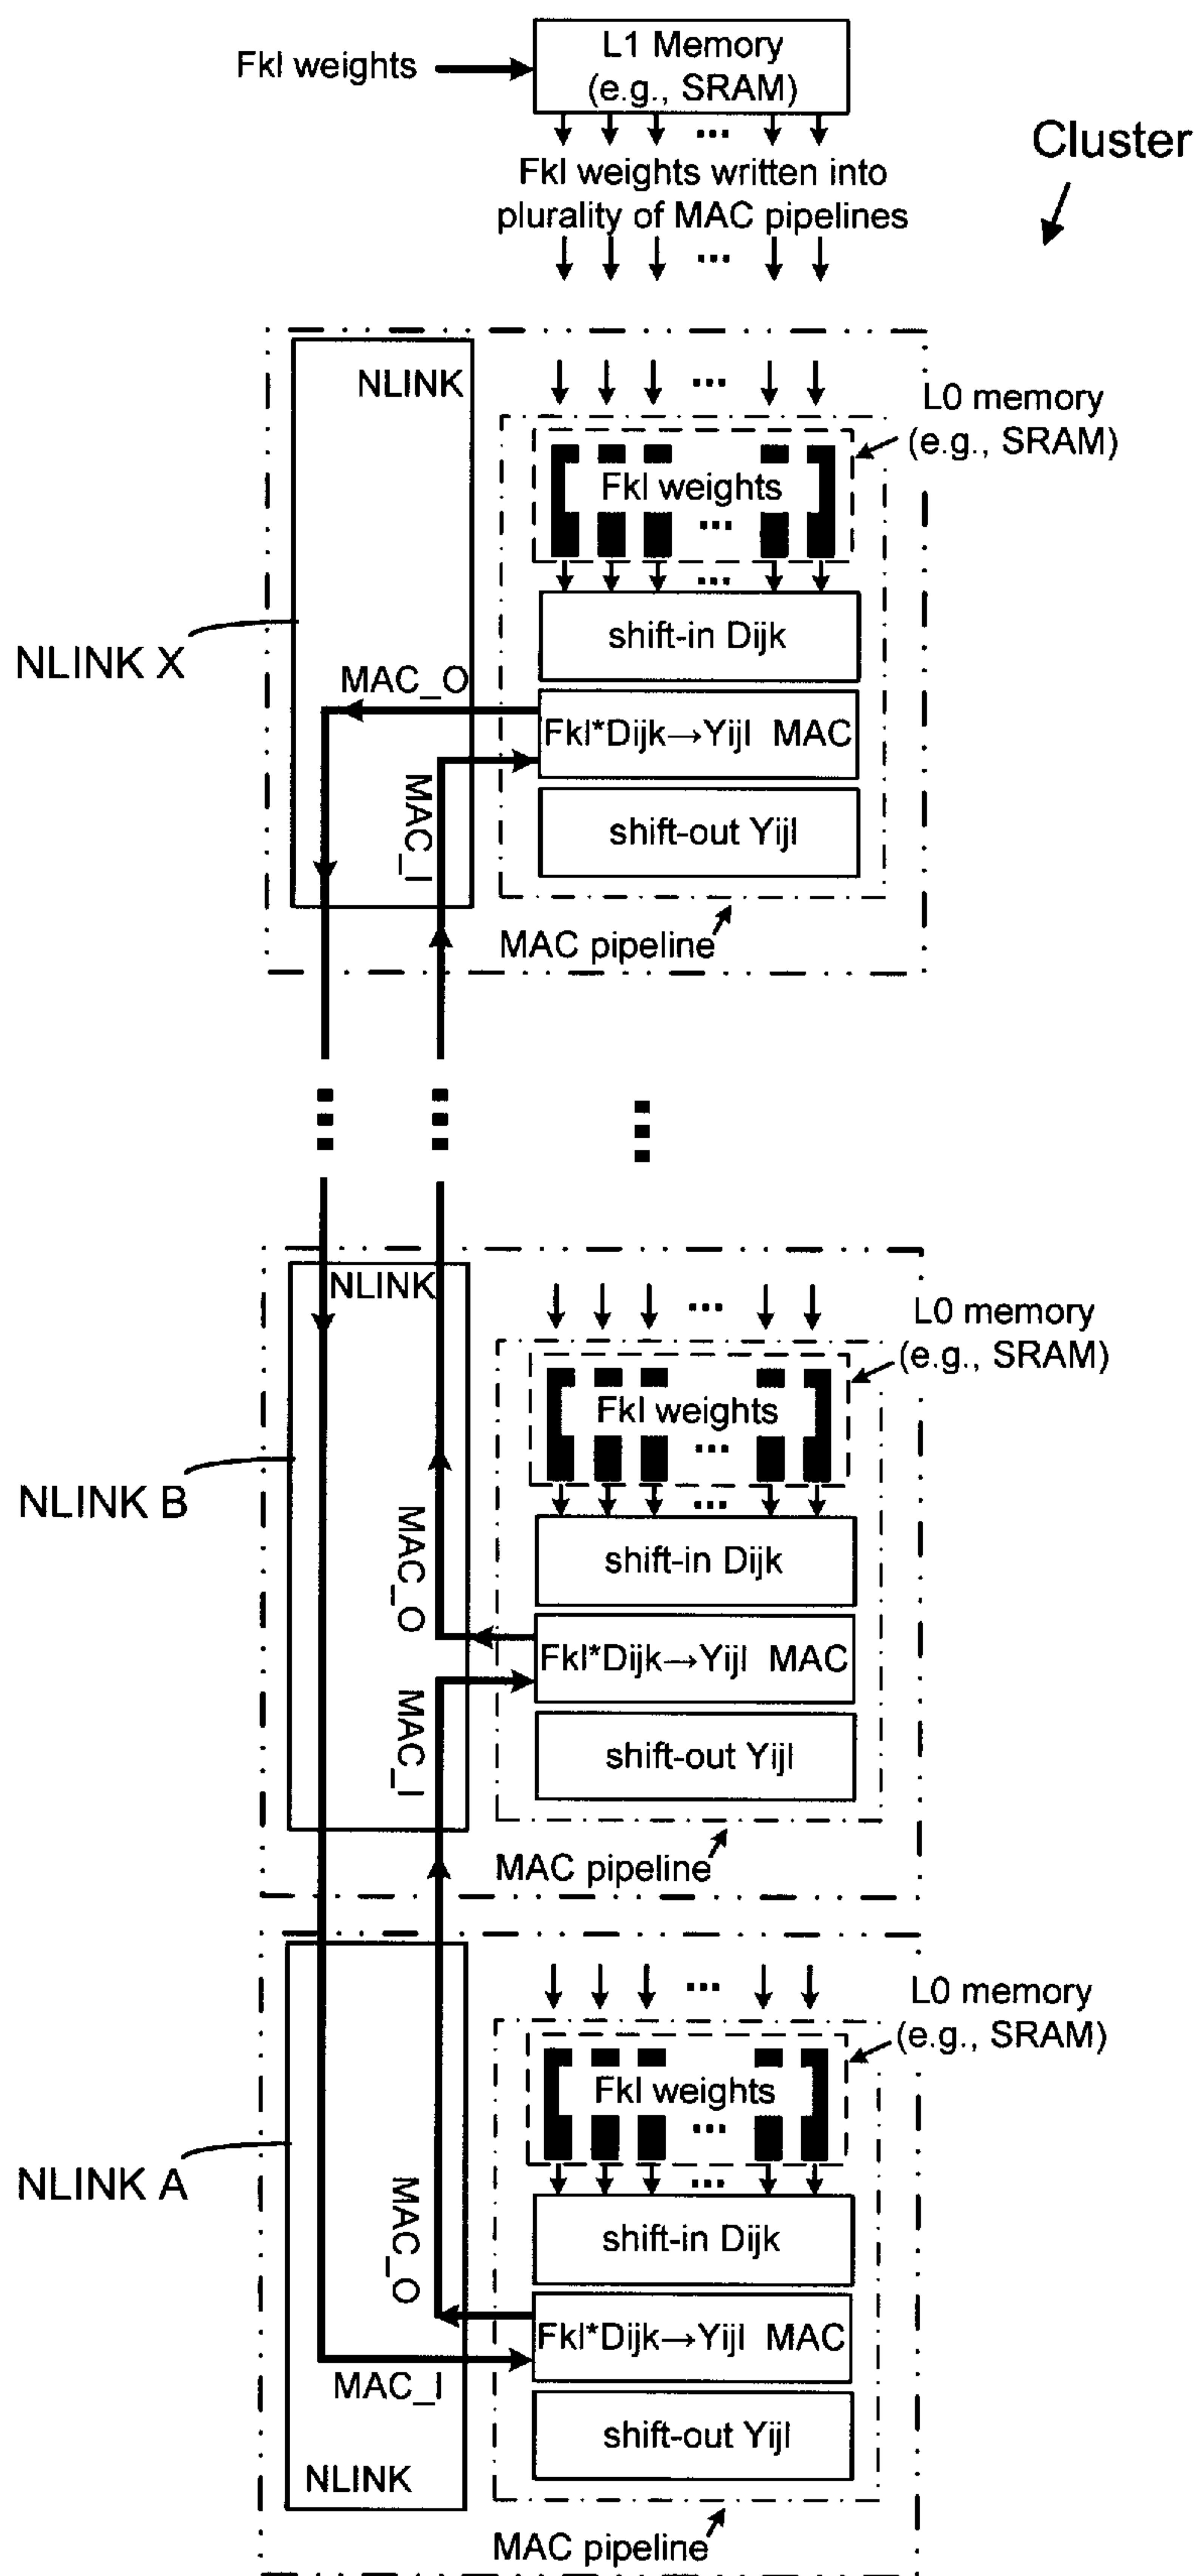 L1 Memory
Fkl weights
(e.g., SRAM)
...
Cluster
Fkl weights written into
plurality of MAC pipelines
...
NLINK
...
L0 memory
(e.g., SRAM)
Fkl weights
...
...
shift-in Dijk
NLINK X
MAC_O
Fkl*Dijk→Yijl MAC
MAC_I
shift-out Yijl
MAC pipeline
NLINK
...
L0 memory
(e.g., SRAM)
Fkl weights
...
...
NLINK B
shift-in Dijk
MAC_O
Fkl*Dijk→Yijl MAC
MAC_I
shift-out Yijl
MAC pipeline
...
L0 memory
(e.g., SRAM)
Fkl weights
...
...
NLINK A
shift-in Dijk
MAC_O
Fkl*Dijk→Yijl MAC
MAC_I
shift-out Yijl
NLINK
MAC pipeline